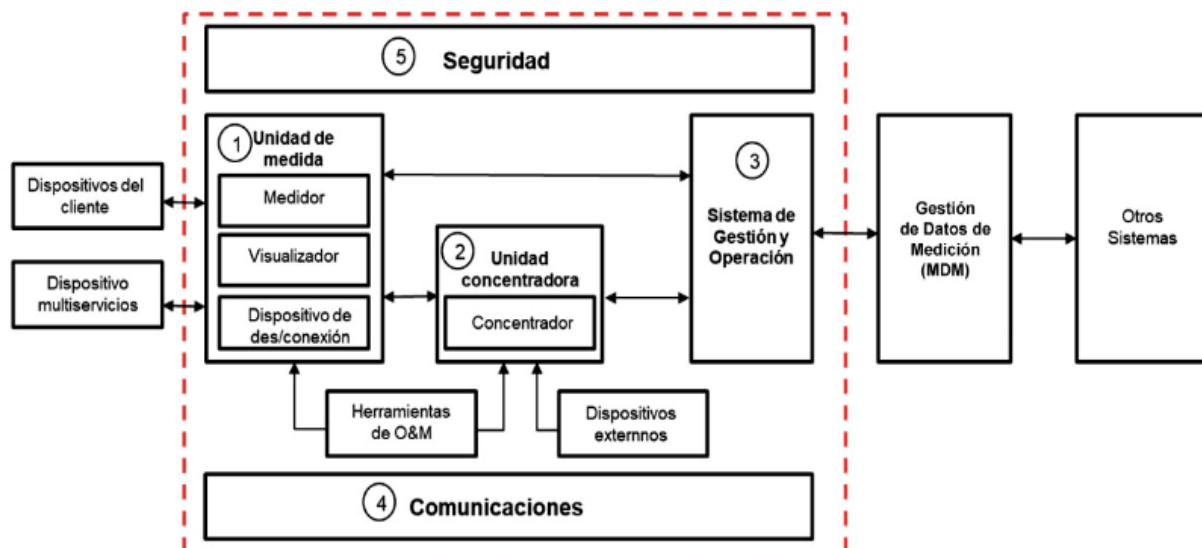 5 Seguridad
1 Unidad de
medida
Medidor
Visualizador
Dispositivo de
des/conexión
Dispositivos del
cliente
Dispositivo
multiservicios
2 Unidad
concentradora
Concentrador
3
Sistema de
Gestión y
Operación
Gestión
de Datos de
Medición
(MDM)
Otros
Sistemas
Herramientas
de O&M
Dispositivos
externnos
4 Comunicaciones